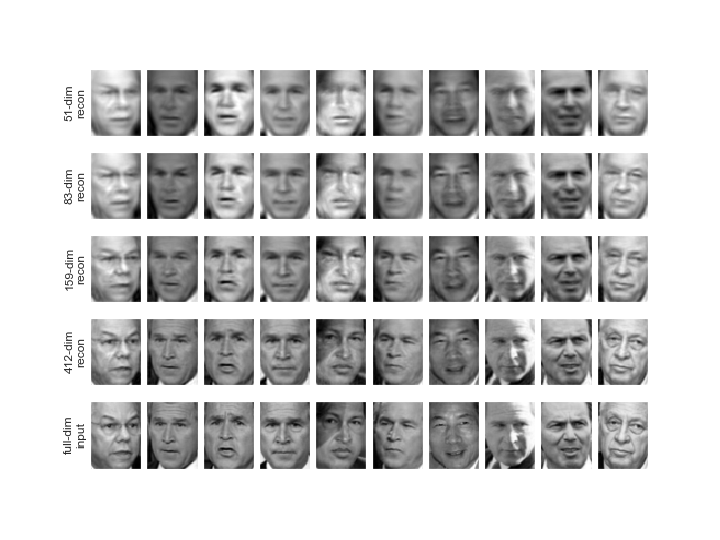 51-dim
recon
83-dim
recon
159-dim
recon
412-dim
recon
full-dim
input